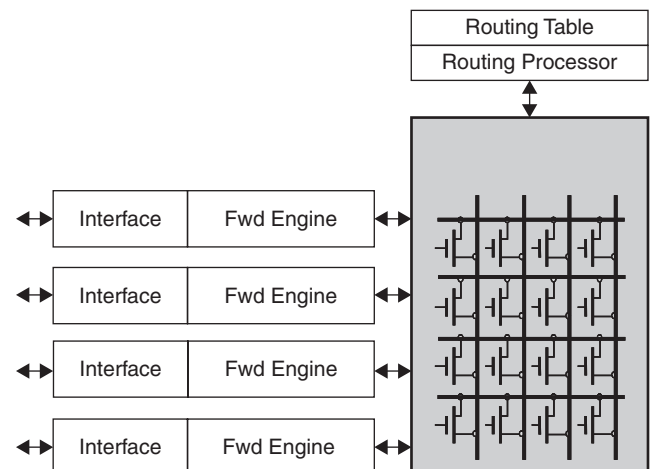 Routing Table
Routing Processor
Interface Fwd Engine
Interface Fwd Engine
Interface Fwd Engine
Interface Fwd Engine